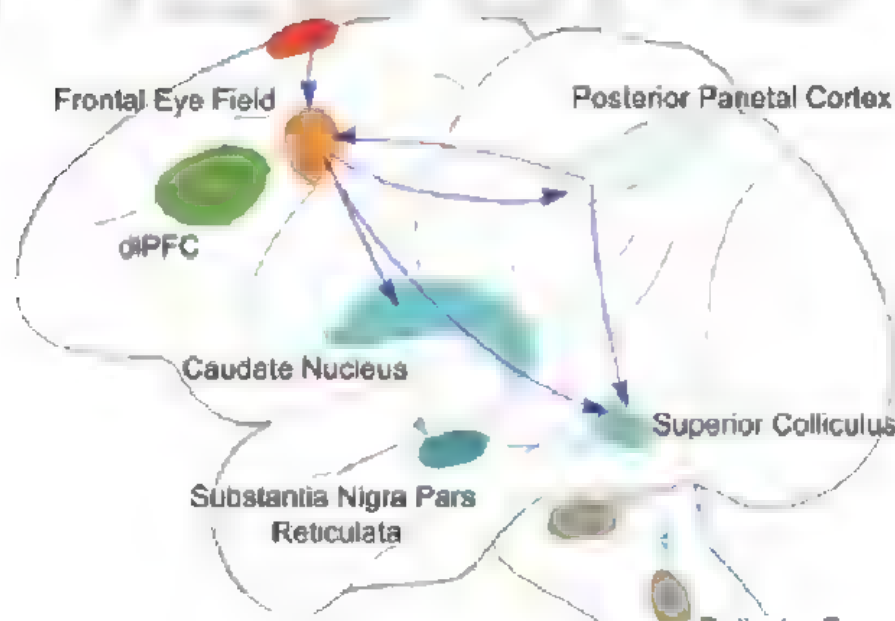 Frontal Eye Field
Posterior Parietal Cortex
dlPFC
Caudate Nucleus
Superior Colliculus
Substantia Nigra Pars
Reticulata